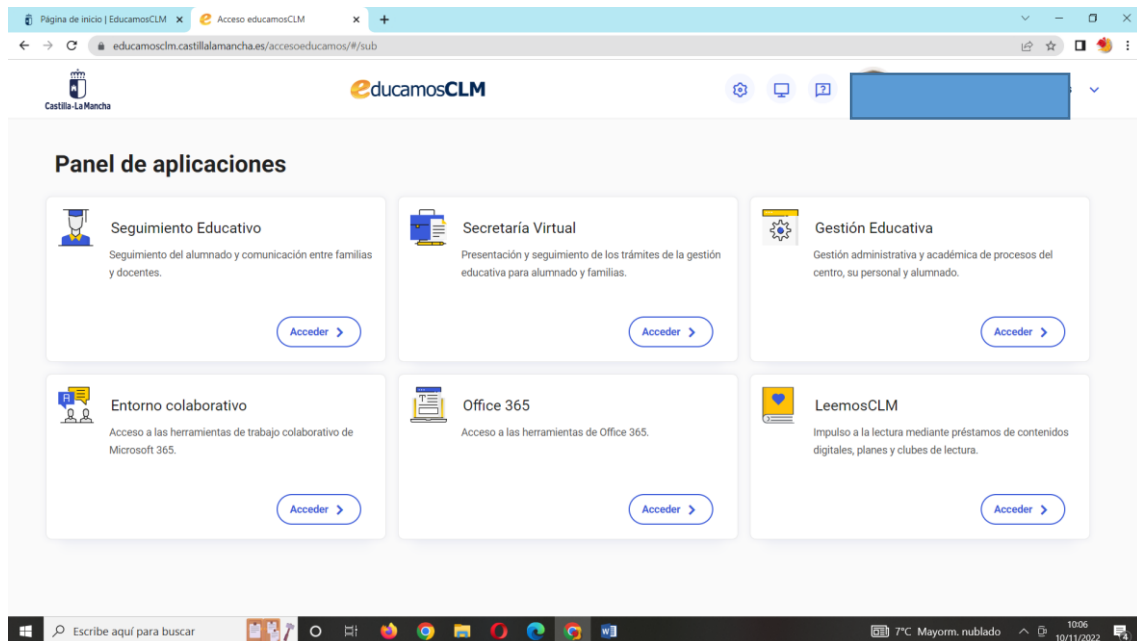 Página de inicio | EducamosCLM
Acceso educamosCLM
educamosclm.castillalamancha.es/accesoeducamos/#/sub
Castilla-La Mancha
educamosCLM
Panel de aplicaciones
Seguimiento Educativo
Seguimiento del alumnado y comunicación entre familias
y docentes.
Acceder
Secretaría Virtual
Presentación y seguimiento de los trámites de la gestión
educativa para alumnado y familias.
Acceder
Gestión Educativa
Gestión administrativa y académica de procesos del
centro, su personal y alumnado.
Acceder
Entorno colaborativo
Acceso a las herramientas de trabajo colaborativo de
Microsoft 365.
Acceder
Office 365
Acceso a las herramientas de Office 365.
Acceder
LeemosCLM
Impulso a la lectura mediante préstamos de contenidos
digitales, planes y clubes de lectura.
Acceder
Escribe aquí para buscar
7°C Mayorm. nublado
10:06
10/11/2022